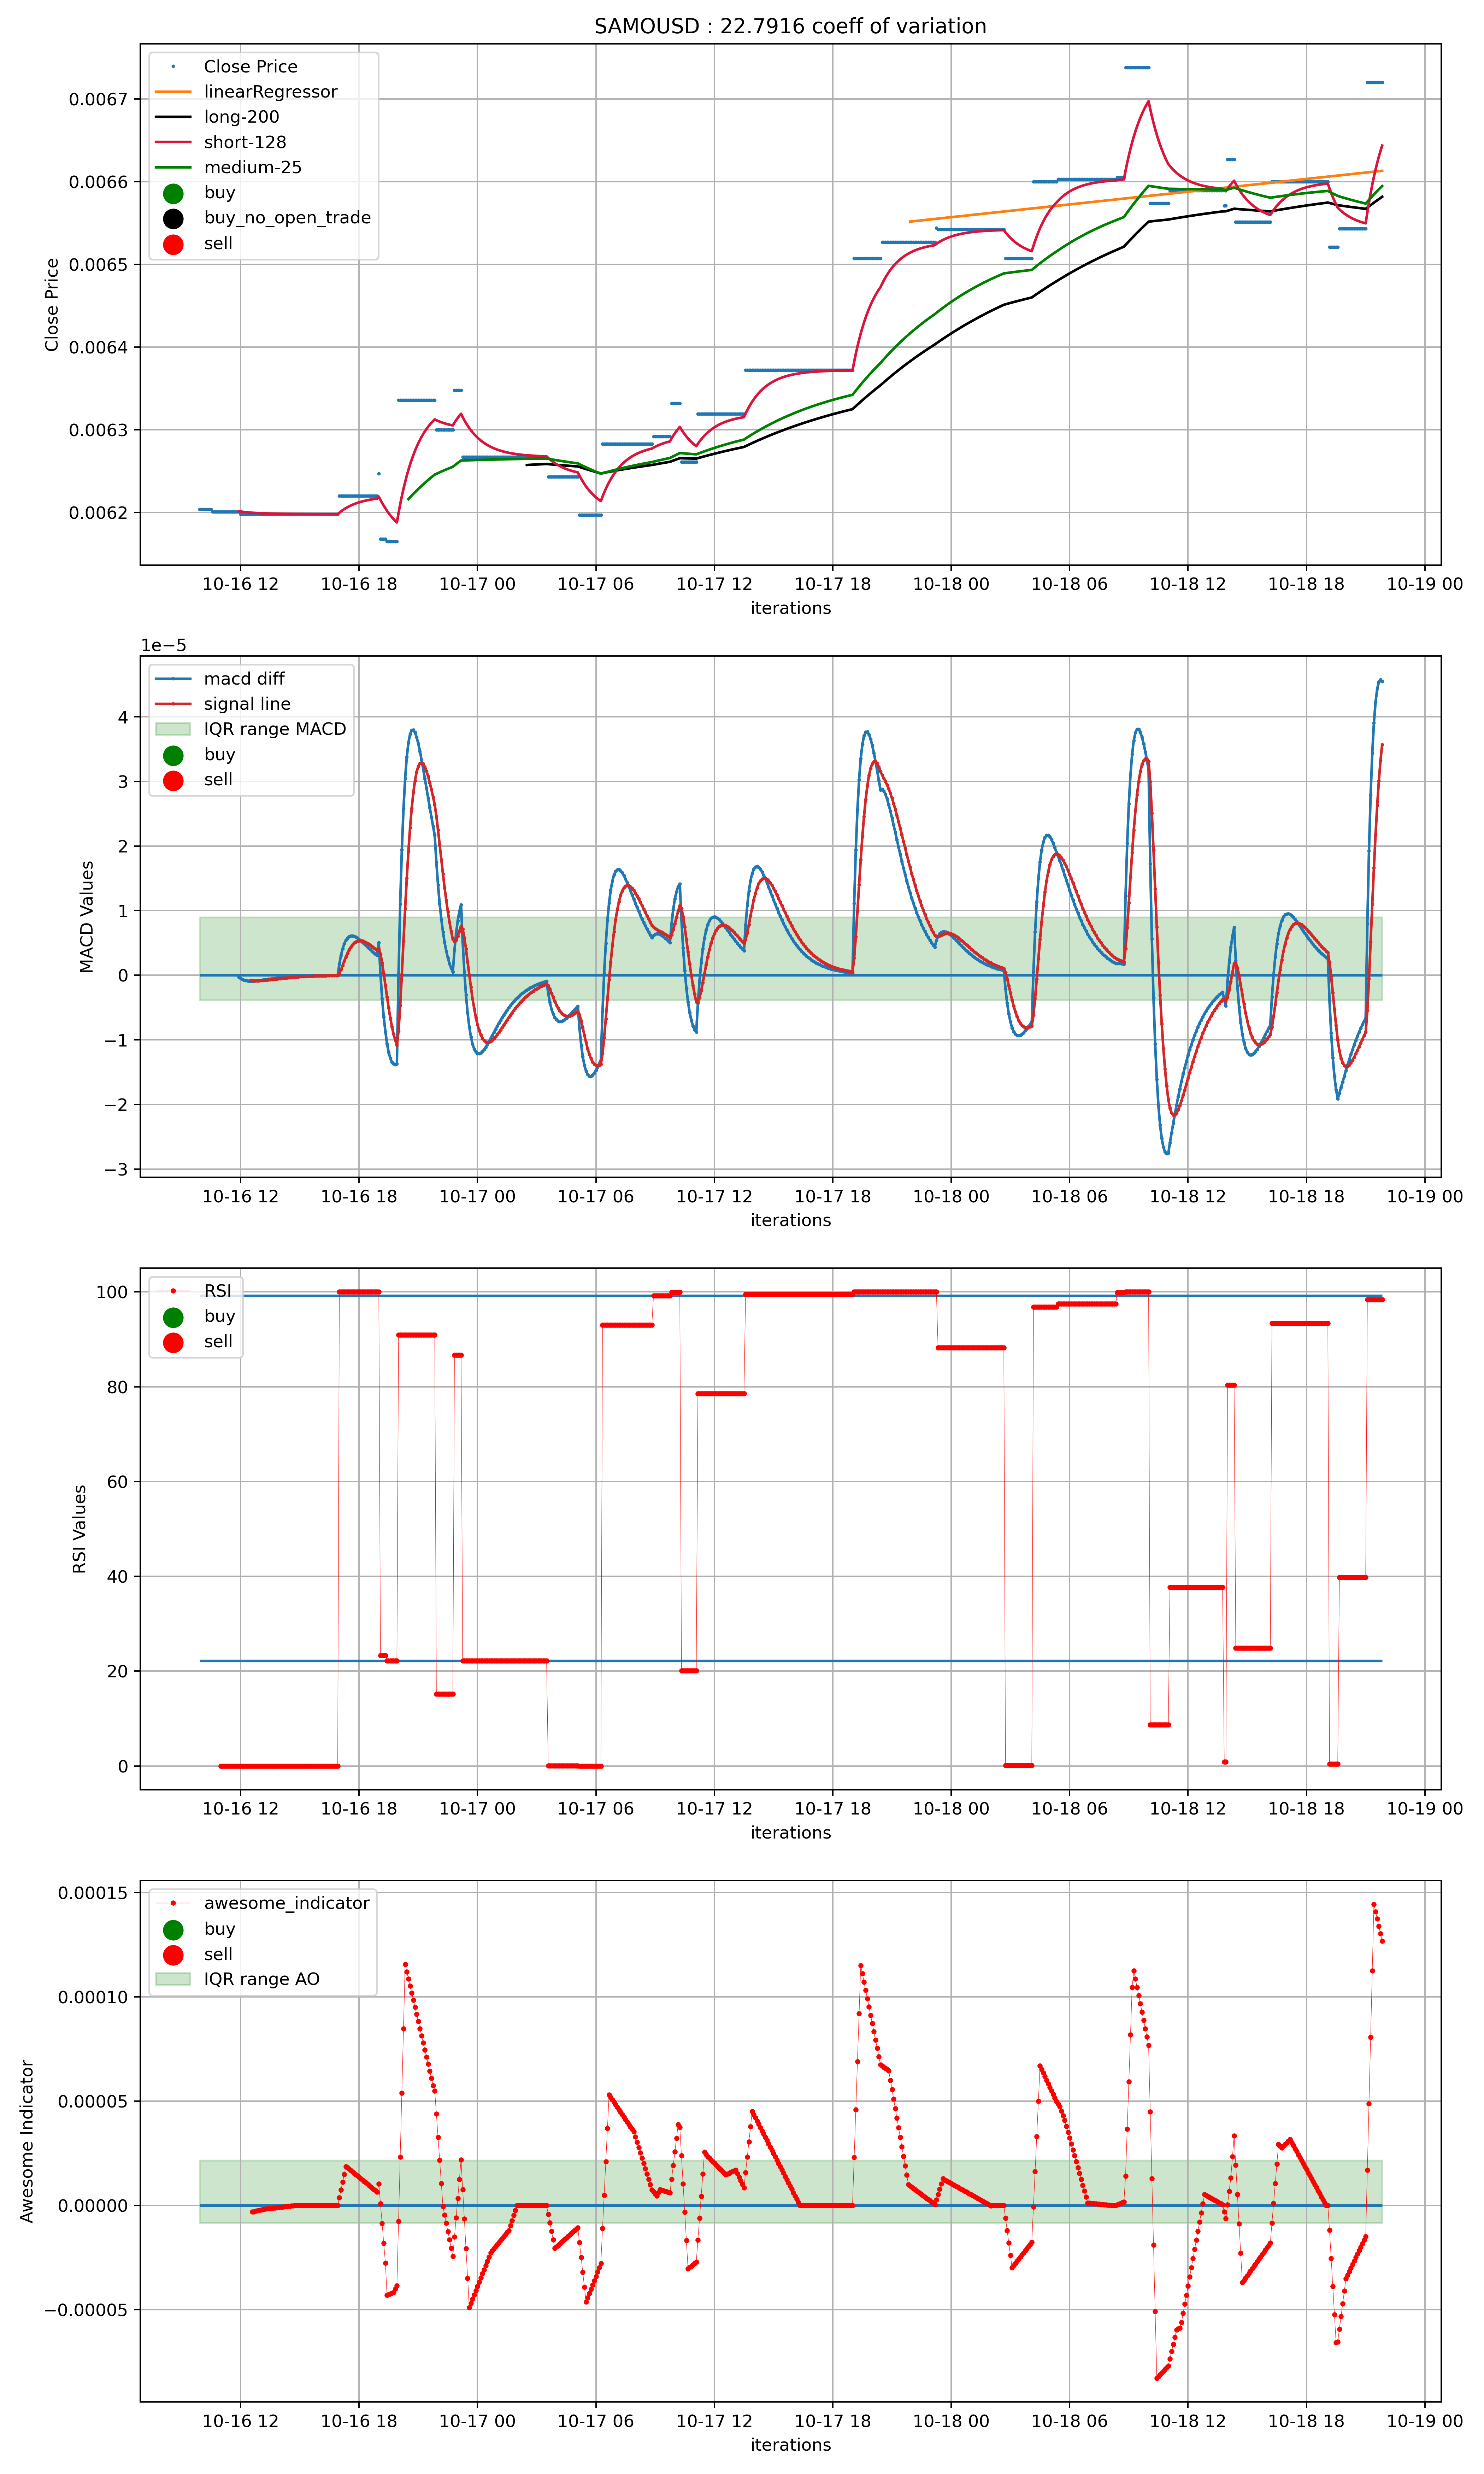 SAMOUSD : 22.7916 coeff of variation
Close Price
linearRegressor
long-200
short-128
medium-25
buy
buy_no_open_trade
sell
Close Price
0.0067
0.0066
0.0065
0.0064
0.0063
0.0062
10-16 12 10-16 18 10-17 00 10-17 06 10-17 12 10-17 18 10-18 00 10-18 06 10-18 12 10-18 18 10-19 00
iterations
1e−5
macd diff
signal line
IQR range MACD
buy
sell
MACD Values
4
3
2
1
0
−1
−2
−3
10-16 12 10-16 18 10-17 00 10-17 06 10-17 12 10-17 18 10-18 00 10-18 06 10-18 12 10-18 18 10-19 00
iterations
RSI
buy
sell
RSI Values
100
80
60
40
20
0
10-16 12 10-16 18 10-17 00 10-17 06 10-17 12 10-17 18 10-18 00 10-18 06 10-18 12 10-18 18 10-19 00
iterations
awesome_indicator
buy
sell
IQR range AO
Awesome Indicator
0.00015
0.00010
0.00005
0.00000
−0.00005
10-16 12 10-16 18 10-17 00 10-17 06 10-17 12 10-17 18 10-18 00 10-18 06 10-18 12 10-18 18 10-19 00
iterations